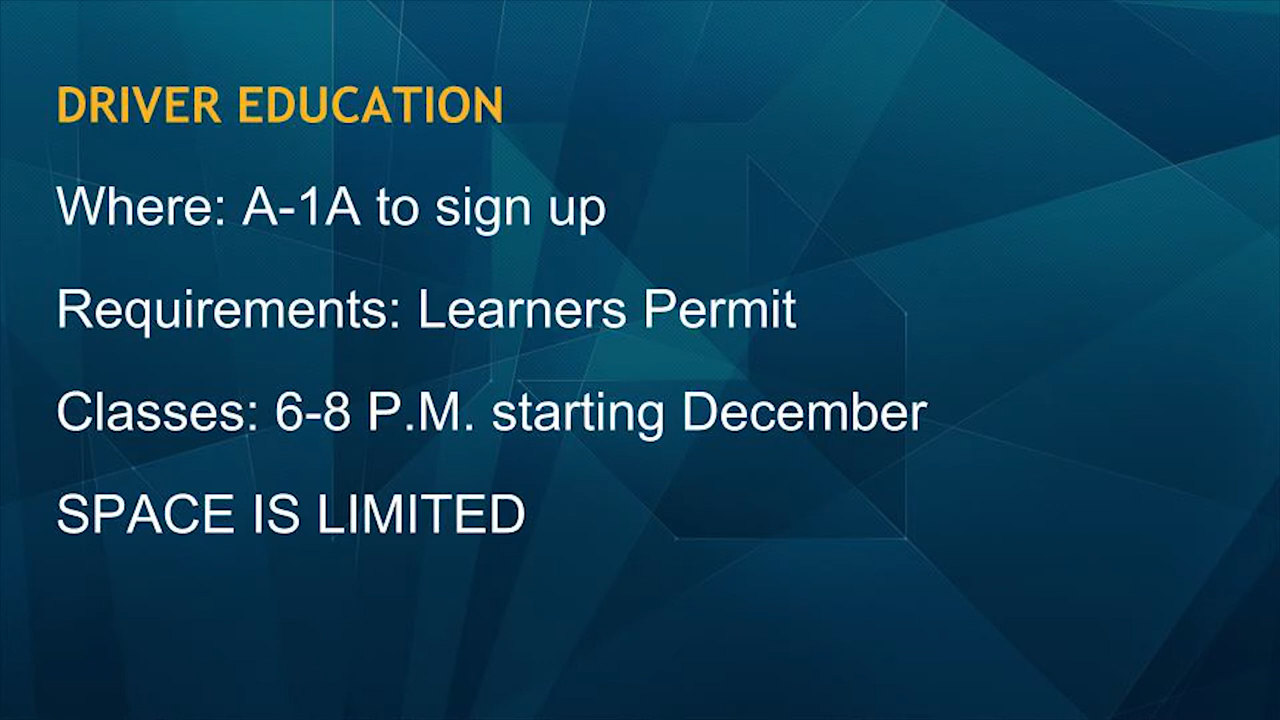 DRIVER EDUCATION
Where: A-1A to sign up
Requirements: Learners Permit
Classes: 6-8 P.M. starting December
SPACE IS LIMITED